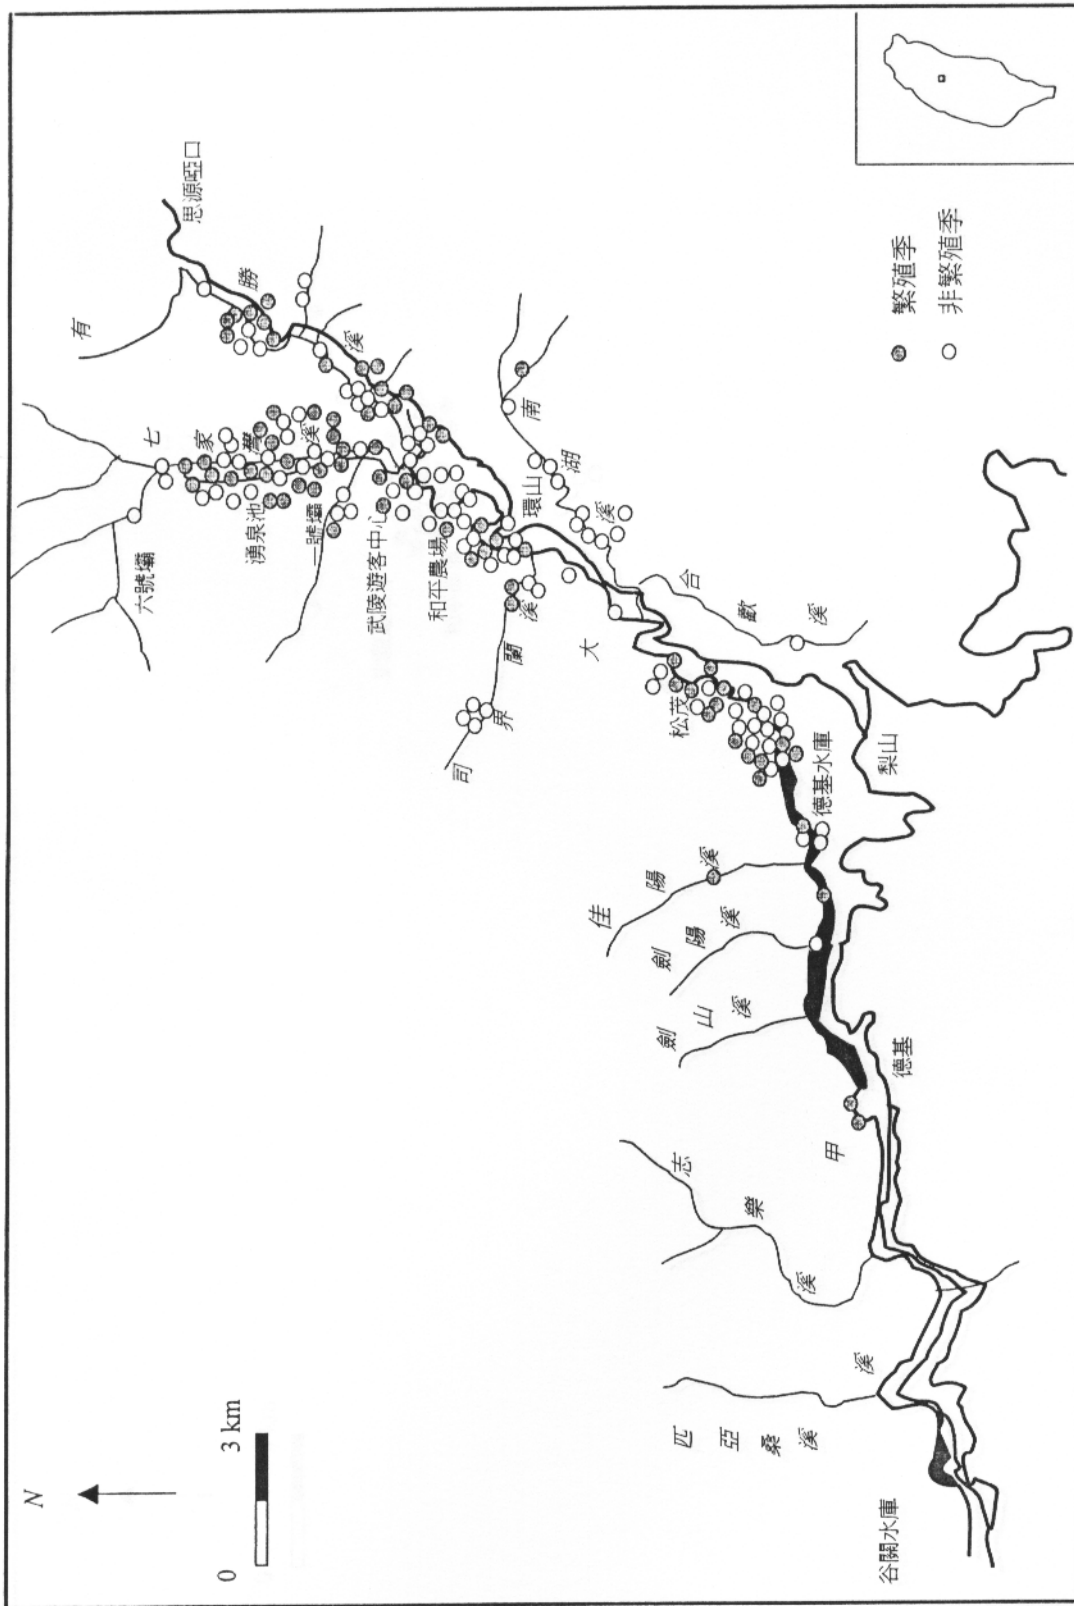 N
0 3 km
思源啞口
有
勝
溪
七
家
灣
溪
湧泉池
一號壩
六號壩
武陵遊客中心
和平農場
環山
南
湖
溪
司
界
蘭
溪
大
合
歡
溪
松茂
德基水庫
梨山
佳
陽
溪
劍
陽
溪
劍
山
溪
德基
甲
志
樂
溪
溪
匹
亞
桑
溪
谷關水庫
繁殖季
非繁殖季